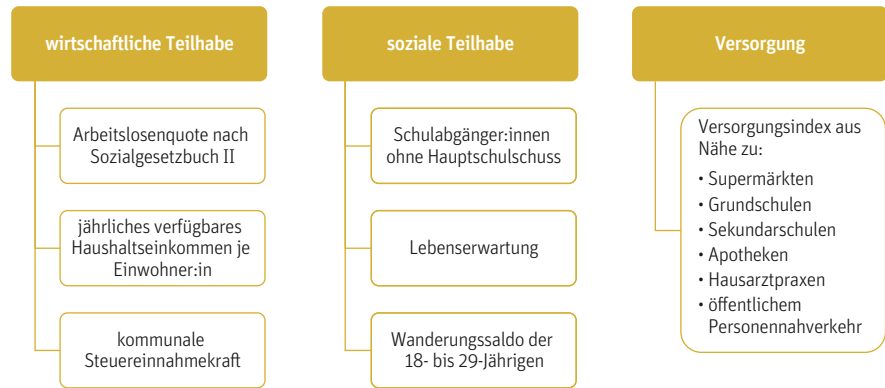 wirtschaftliche Teilhabe
Arbeitslosenquote nach
Sozialgesetzbuch II
jährliches verfügbares
Haushaltseinkommen je
Einwohner:in
kommunale
Steuereinnahmekraft
soziale Teilhabe
Schulabgänger:innen
ohne Hauptschulschuss
Lebenserwartung
Wanderungssaldo der
18- bis 29-Jährigen
Versorgung
Versorgungsindex aus
Nähe zu:
• Supermärkten
• Grundschulen
• Sekundarschulen
• Apotheken
• Hausarztpraxen
• öffentlichem
Personennahverkehr